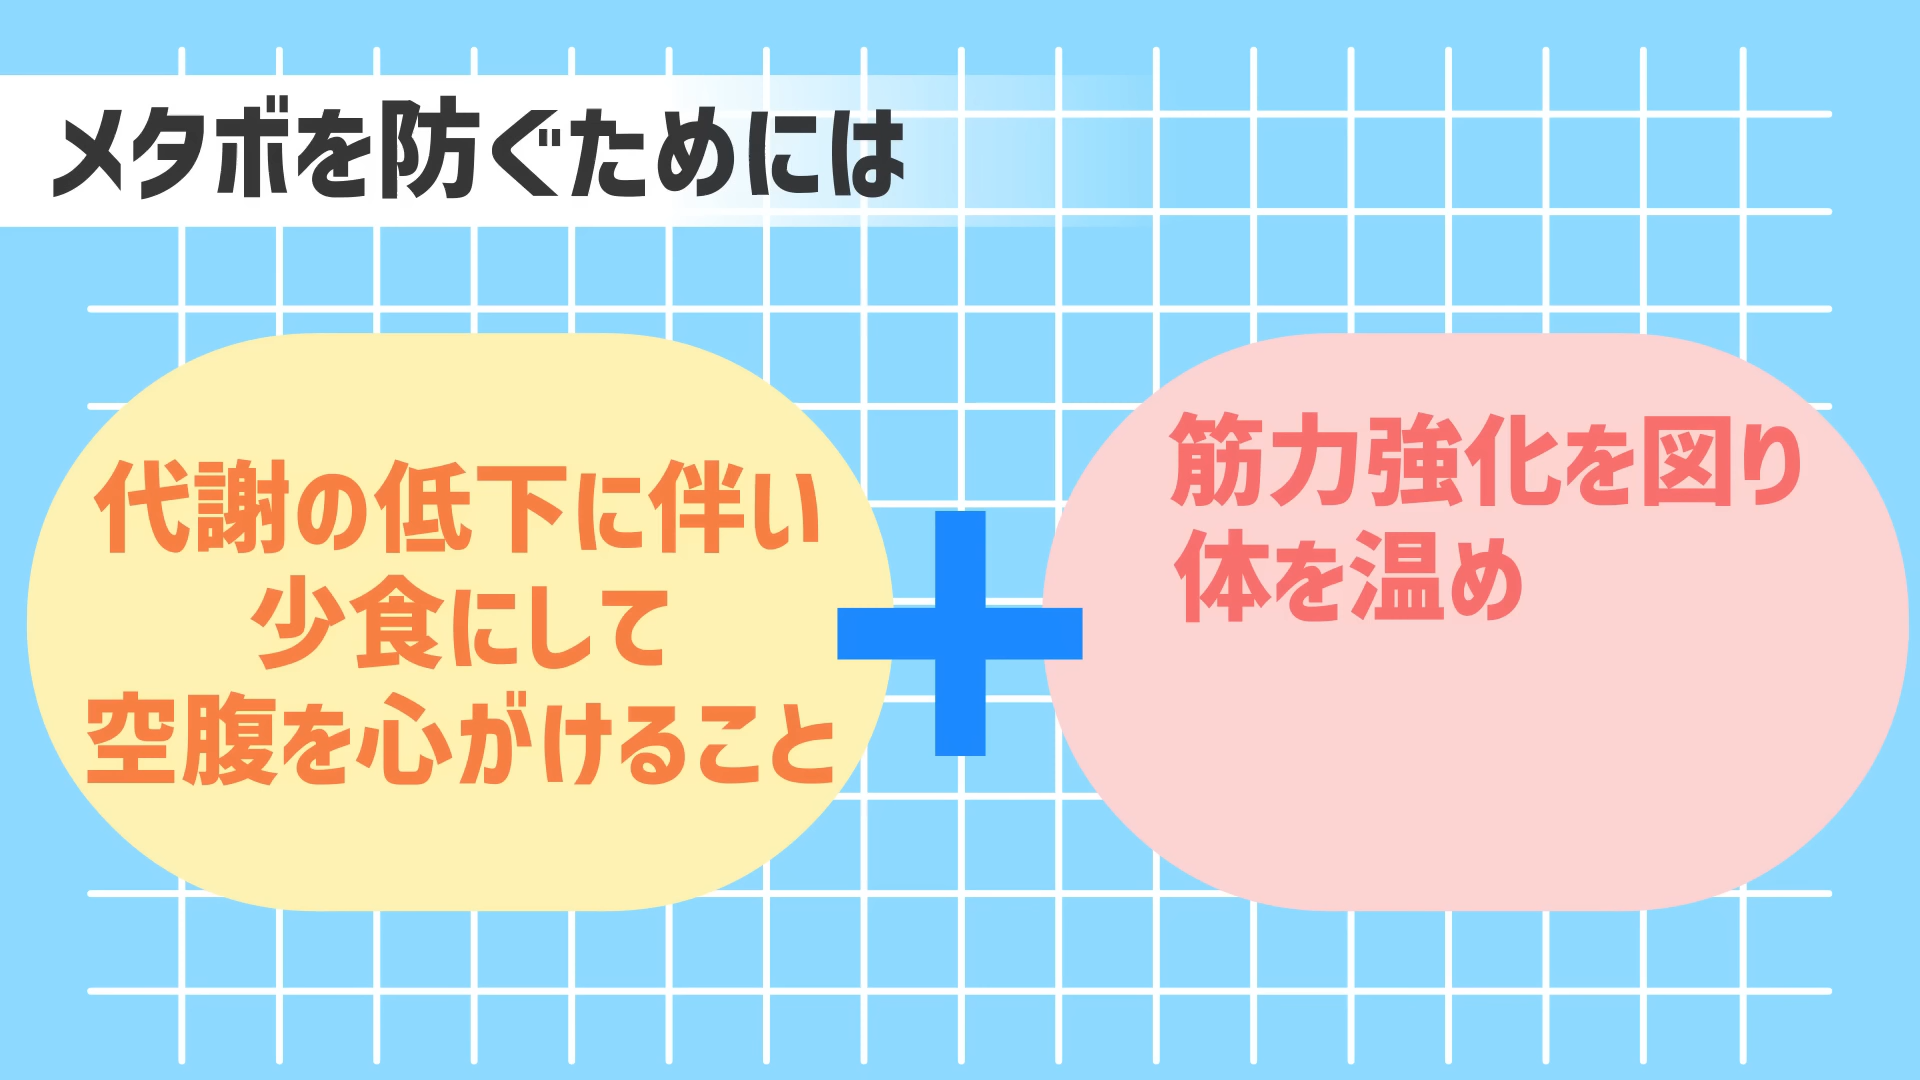 メタボを防ぐためには
代謝の低下に伴い
少食にして
空腹を心がけること
筋力強化を図り
体を温め